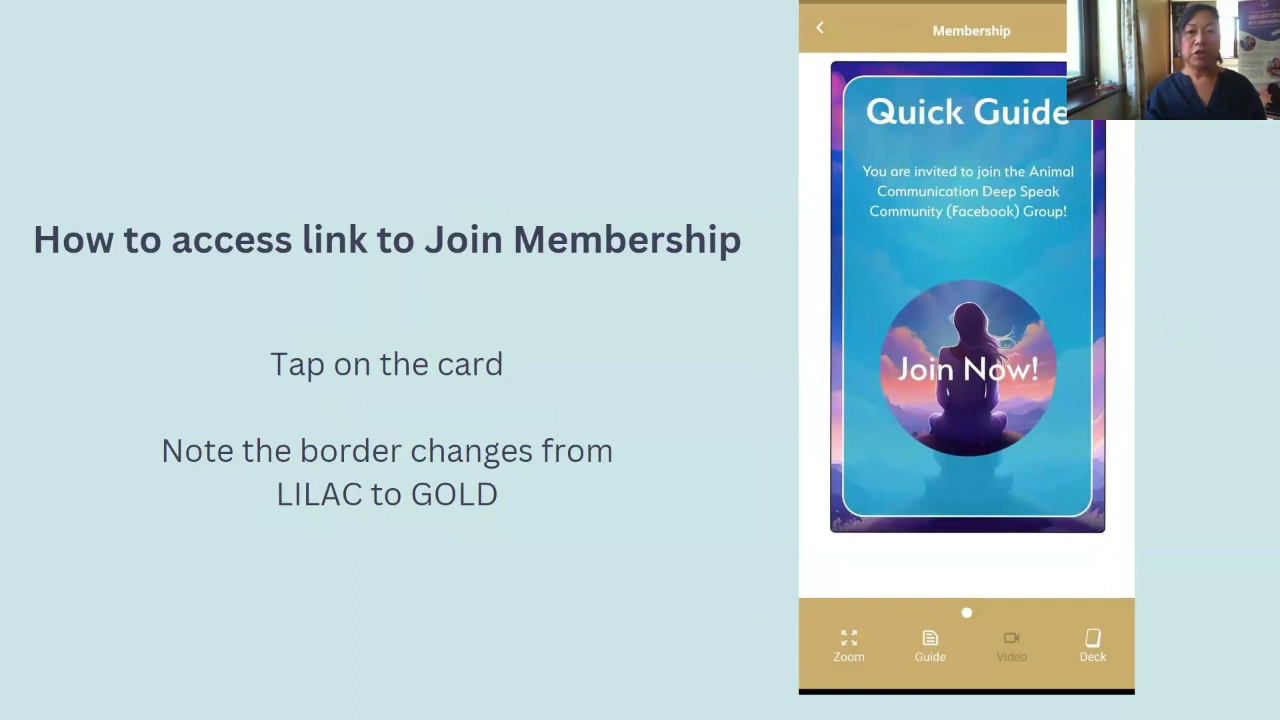 How to access link to Join Membership
Tap on the card
Note the border changes from
LILAC to GOLD
Membership
Quick Guide
You are invited to join the Animal
Communication Deep Speak
Community (Facebook) Group!
Join Now!
Zoom
Guide
Video
Deck